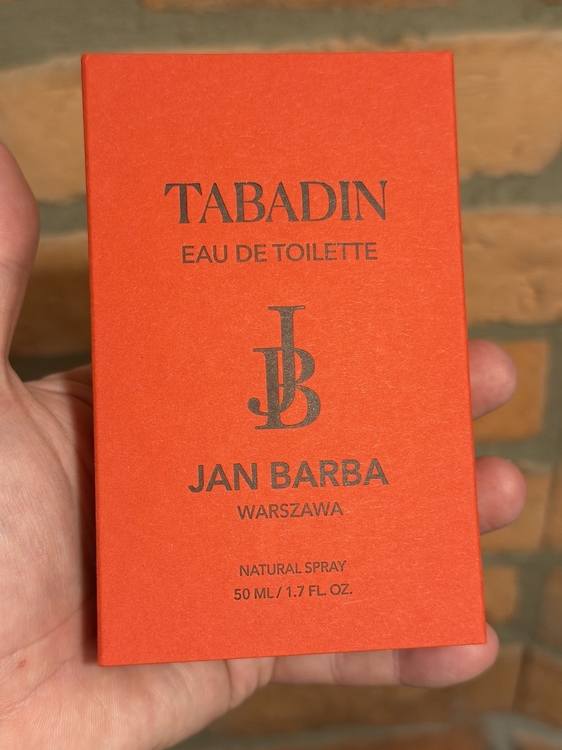 TABADIN
EAU DE TOILETTE
JB
JAN BARBA
WARSZAWA
NATURAL SPRAY
50 ML / 1.7 FL. OZ.